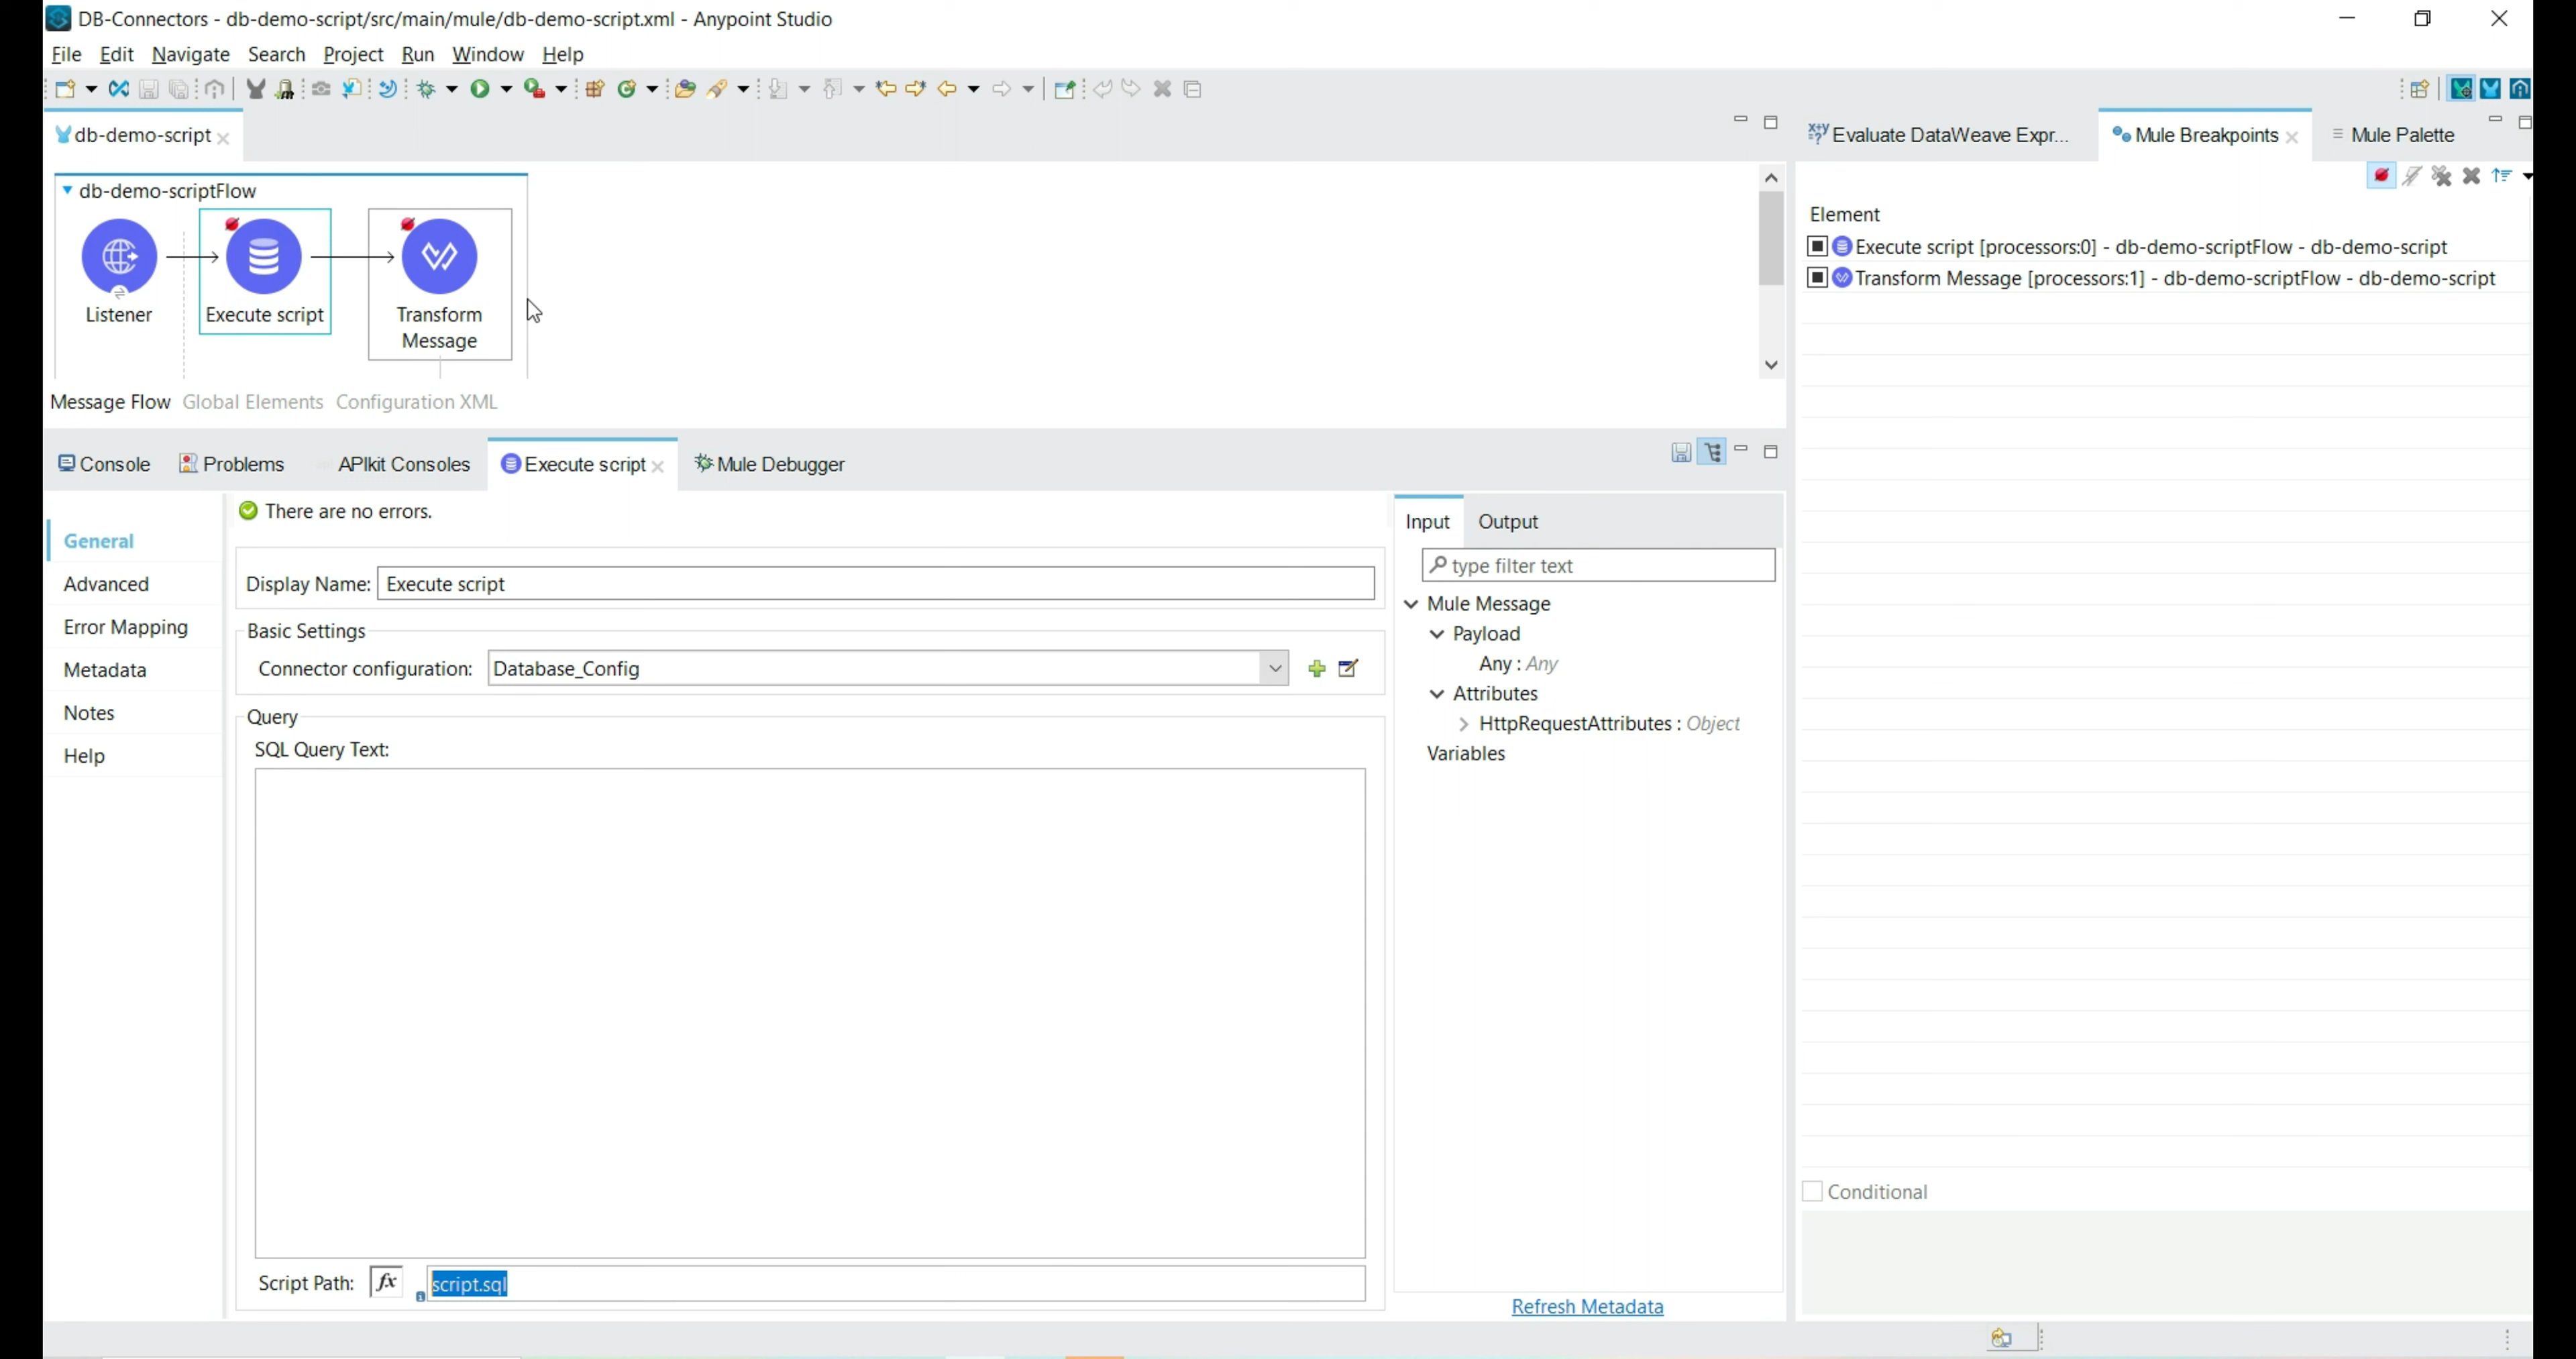 DB-Connectors - db-demo-script/src/main/mule/db-demo-script.xml - Anypoint Studio
File Edit Navigate Search Project Run Window Help
db-demo-script
Evaluate DataWeave Expr... Mule Breakpoints Mule Palette
db-demo-scriptFlow
Listener
Execute script
Transform
Message
Element
Execute script [processors:0] - db-demo-scriptFlow - db-demo-script
Transform Message [processors:1] - db-demo-scriptFlow - db-demo-script
Message Flow Global Elements Configuration XML
Console Problems APIkit Consoles Execute script Mule Debugger
There are no errors.
General
Advanced
Error Mapping
Metadata
Notes
Help
Display Name: Execute script
Basic Settings
Connector configuration: Database_Config
Query
SQL Query Text:
Script Path: fx script.sql
Input Output
type filter text
Mule Message
Payload
Any : Any
Attributes
HttpRequestAttributes : Object
Variables
Refresh Metadata
Conditional